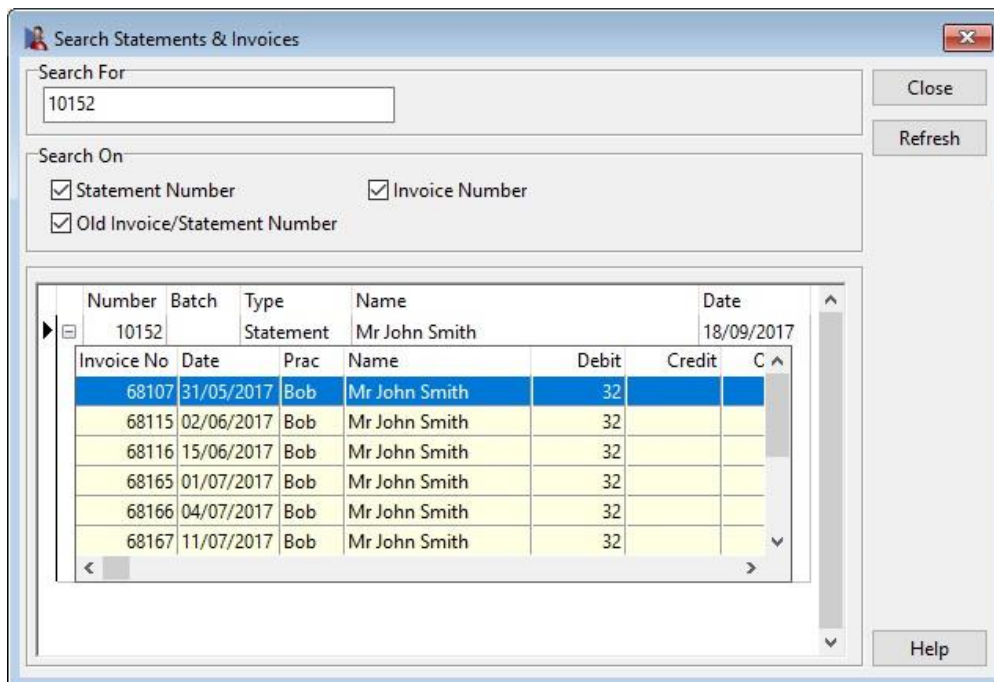 Search Statements & Invoices
Search For
Close
10152
Refresh
Search On
Statement Number Invoice Number
Old Invoice/Statement Number
Number Batch Type Name Date
10152 Statement Mr John Smith 18/09/2017
Invoice No Date Prac Name Debit Credit C
68107 31/05/2017 Bob Mr John Smith 32
68115 02/06/2017 Bob Mr John Smith 32
68116 15/06/2017 Bob Mr John Smith 32
68165 01/07/2017 Bob Mr John Smith 32
68166 04/07/2017 Bob Mr John Smith 32
68167 11/07/2017 Bob Mr John Smith 32
Help